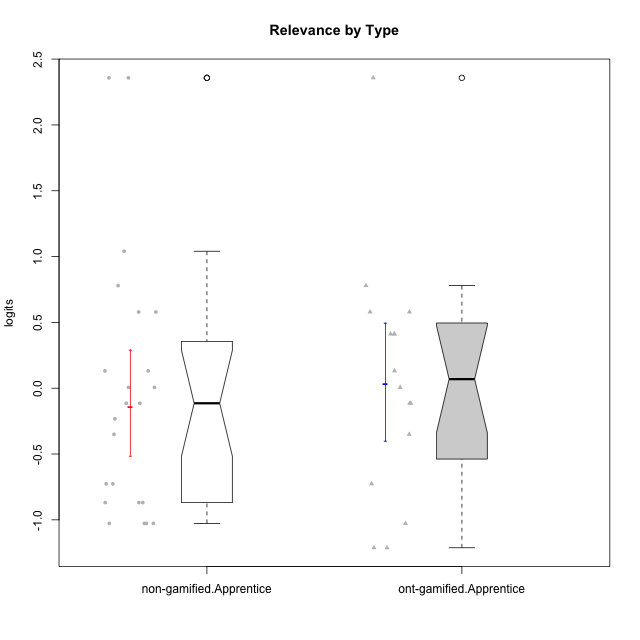 Relevance by Type
logits
2.5
2.0
1.5
1.0
0.5
0.0
-0.5
-1.0
non-gamified.Apprentice
ont-gamified.Apprentice